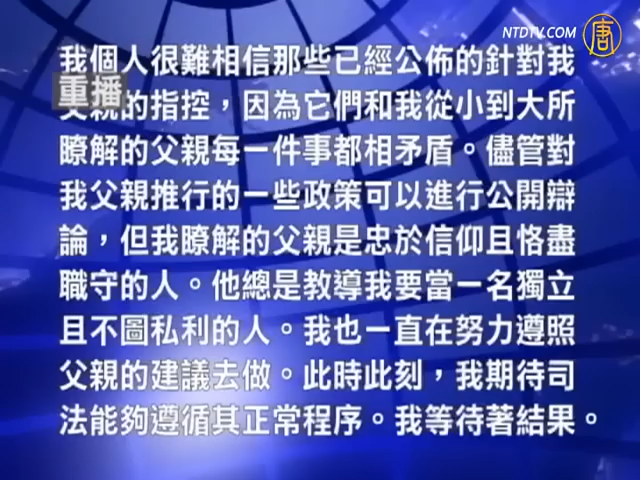 NTDTV.COM 唐
我個人很難相信那些已經公佈的針對我
重播
父親的指控，因為它們和我從小到大所
瞭解的父親每一件事都相矛盾。儘管對
我父親推行的一些政策可以進行公開辯
論，但我瞭解的父親是忠於信仰且恪盡
職守的人。他總是教導我要當一名獨立
且不圖私利的人。我也一直在努力遵照
父親的建議去做。此時此刻，我期待司
法能夠遵循其正常程序。我等待著結果。